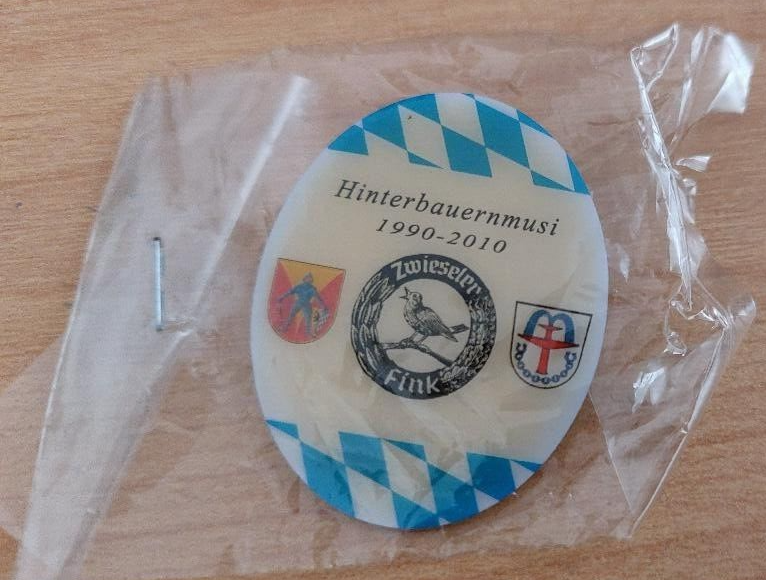 Hinterbauernmusi
1990-2010
Zwieseler
Fink